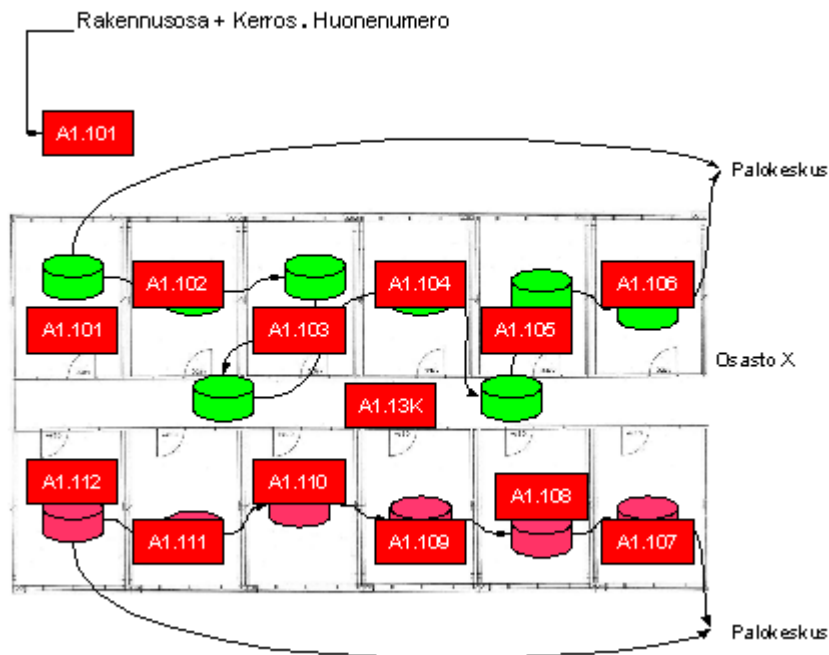 Rakennusosa + Kerros . Huonenumero
A1.101
Palokeskus
A1.102
A1.104
A1.106
A1.101
A1.103
A1.105
Osasto X
A1.13K
A1.112
A1.110
A1.108
A1.111
A1.109
A1.107
Palokeskus